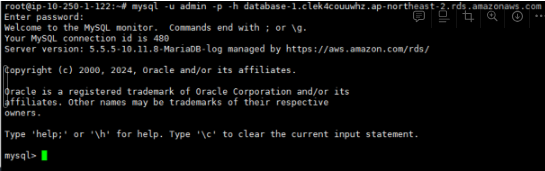 root@ip-10-250-1-122:~# mysql -u admin -p -h database-1.clek4couuwhz.ap-northeast-2.rds.amazonaws.com
Enter password:
Welcome to the MySQL monitor.  Commands end with ; or \g.
Your MySQL connection id is 480
Server version: 5.5.5-10.11.8-MariaDB-log managed by https://aws.amazon.com/rds/
Copyright (c) 2000, 2024, Oracle and/or its affiliates.
Oracle is a registered trademark of Oracle Corporation and/or its
affiliates. Other names may be trademarks of their respective
owners.
Type 'help;' or '\h' for help. Type '\c' to clear the current input statement.
mysql>